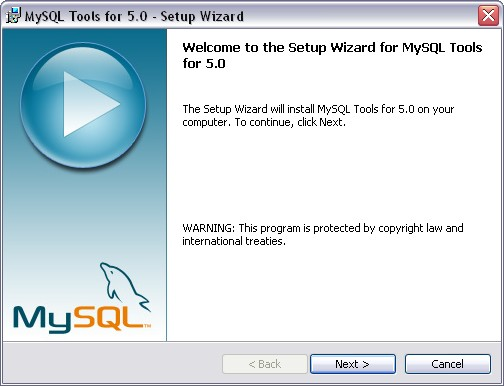 MySQL Tools for 5.0 - Setup Wizard
Welcome to the Setup Wizard for MySQL Tools
for 5.0
The Setup Wizard will install MySQL Tools for 5.0 on your
computer. To continue, click Next.
WARNING: This program is protected by copyright law and
international treaties.
MySQL™
< Back
Next >
Cancel